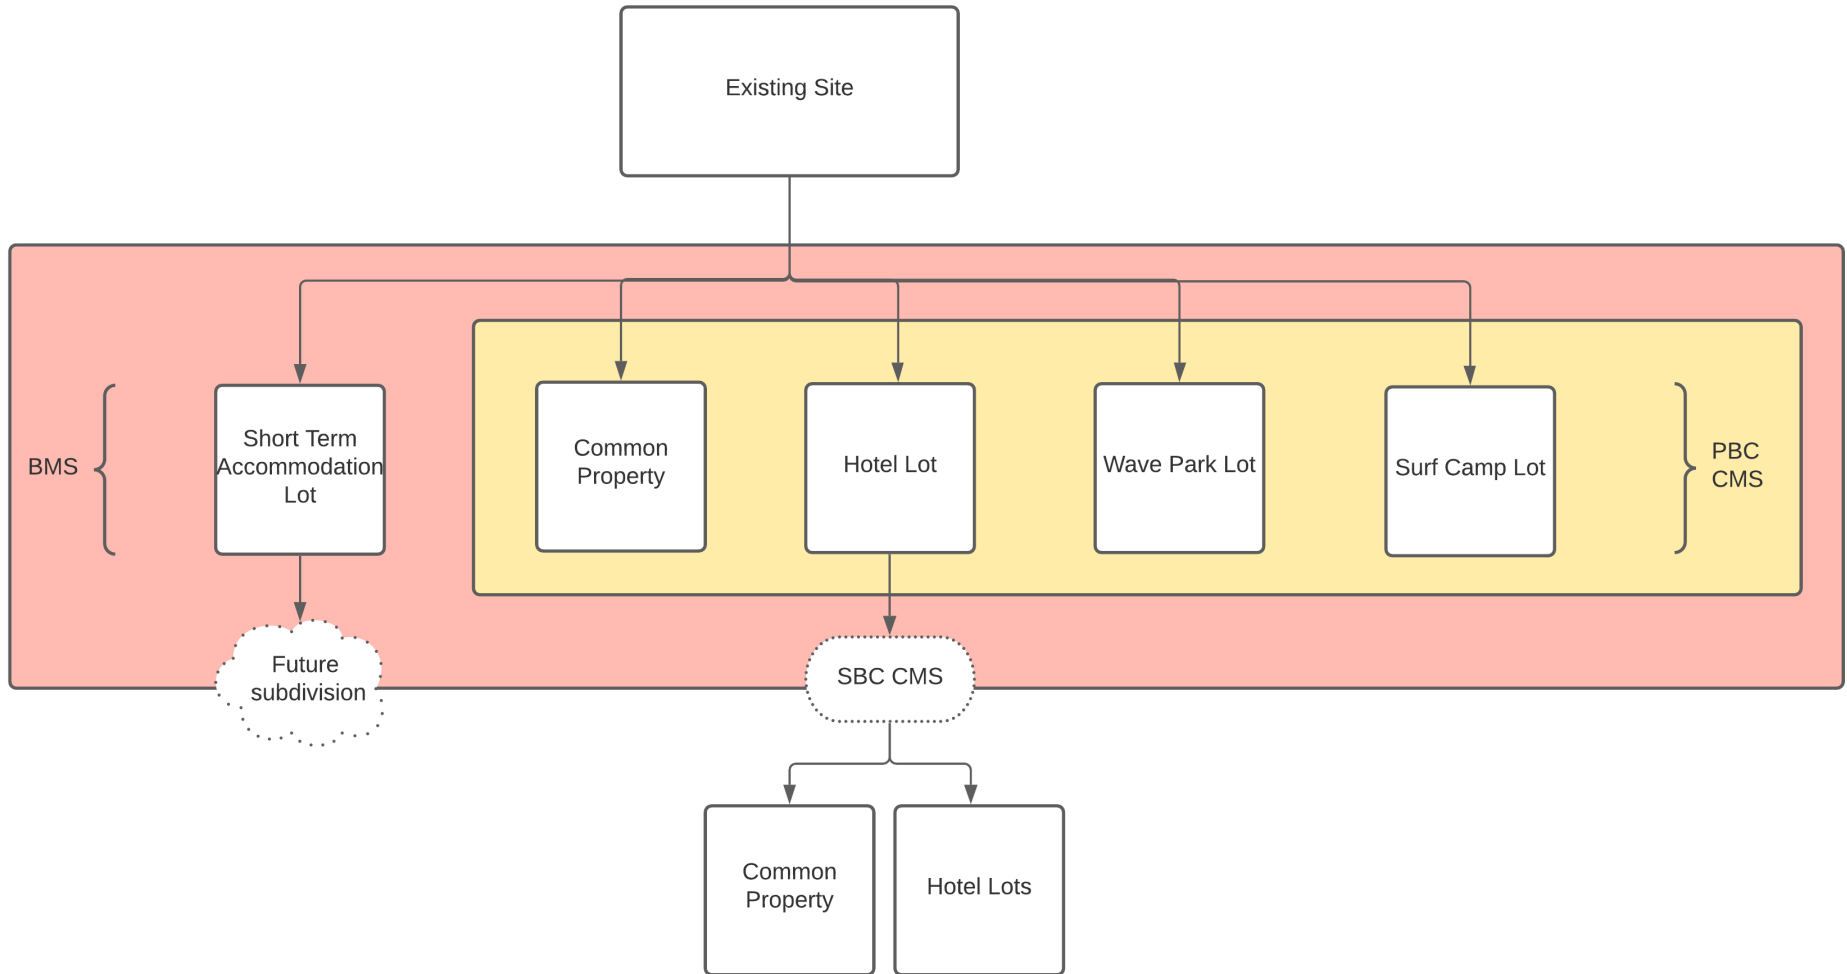 Existing Site
BMS
Short Term
Accommodation
Lot
Common
Property
Hotel Lot
Wave Park Lot
Surf Camp Lot
PBC
CMS
Future
subdivision
SBC CMS
Common
Property
Hotel Lots